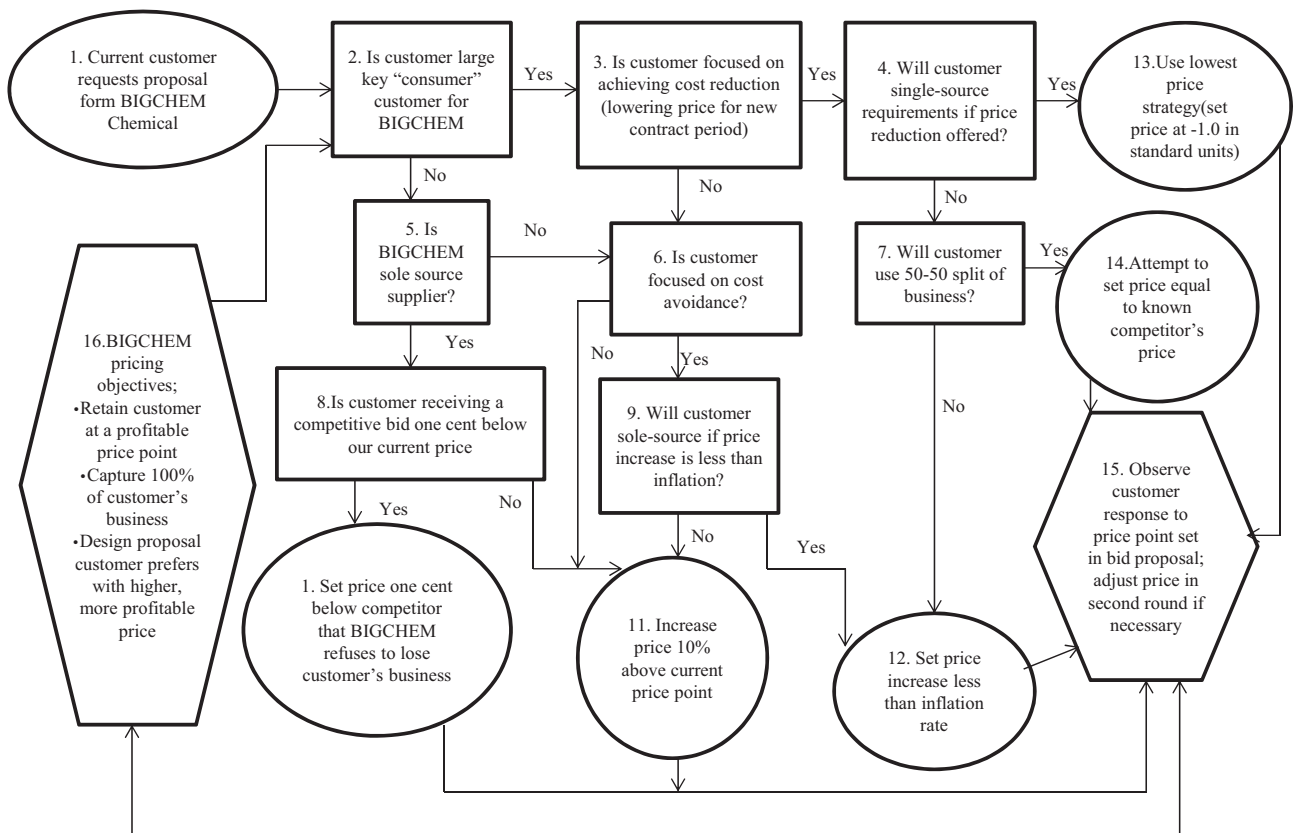 1. Current customer
requests proposal
form BIGCHEM
Chemical
2. Is customer large
key “consumer”
customer for
BIGCHEM
Yes
3. Is customer focused on
achieving cost reduction
(lowering price for new
contract period)
Yes
4. Will customer
single-source
requirements if price
reduction offered?
Yes
13.Use lowest
price
strategy(set
price at -1.0 in
standard units)
No
No
No
5. Is
BIGCHEM
sole source
supplier?
No
6. Is customer
focused on cost
avoidance?
7. Will customer
use 50-50 split of
business?
Yes
14.Attempt to
set price equal
to known
competitor’s
price
16.BIGCHEM
pricing
objectives;
•Retain customer
at a profitable
price point
•Capture 100%
of customer’s
business
•Design proposal
customer prefers
with higher,
more profitable
price
Yes
No
Yes
No
8.Is customer receiving a
competitive bid one cent below
our current price
9. Will customer
sole-source if price
increase is less than
inflation?
15. Observe
customer
response to
price point set
in bid proposal;
adjust price in
second round if
necessary
Yes
No
No
Yes
1. Set price one cent
below competitor
that BIGCHEM
refuses to lose
customer’s business
11. Increase
price 10%
above current
price point
12. Set price
increase less
than inflation
rate